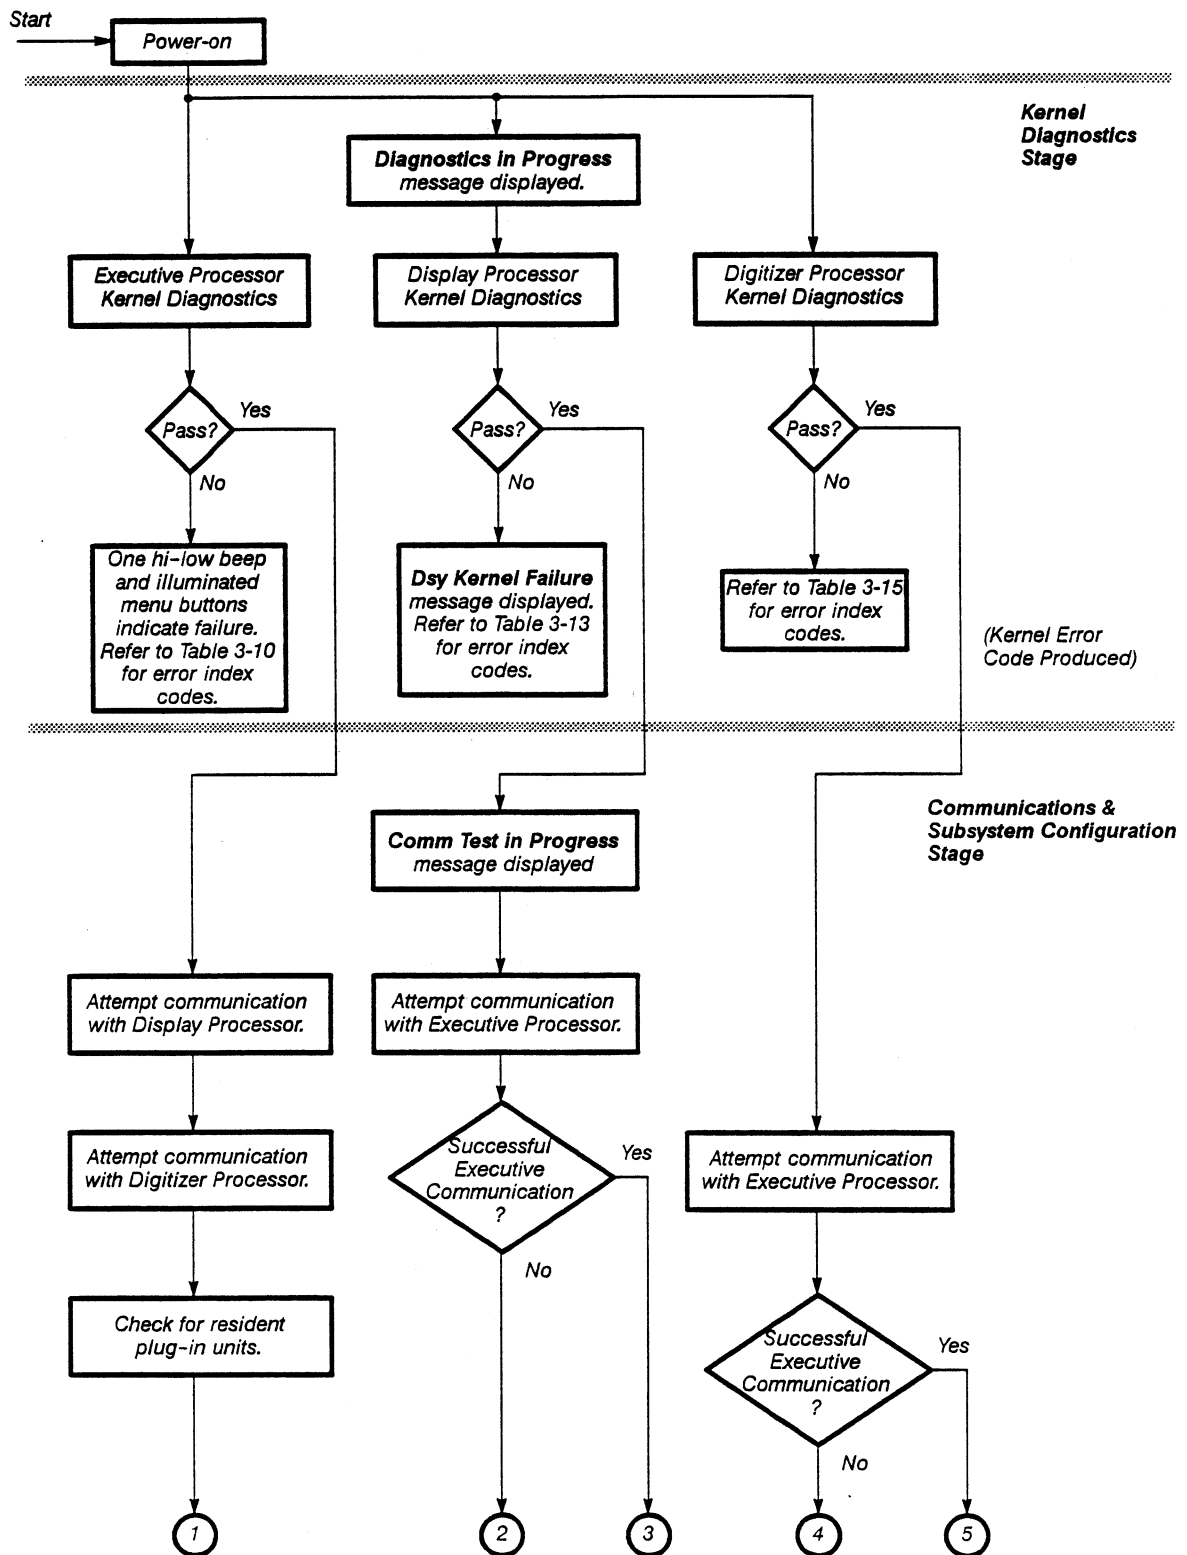 Start
Power-on
Kernel
Diagnostics
Stage
Diagnostics in Progress
message displayed.
Executive Processor
Kernel Diagnostics
Display Processor
Kernel Diagnostics
Digitizer Processor
Kernel Diagnostics
Pass?
Yes
No
Pass?
Yes
No
Pass?
Yes
No
One hi-low beep
and illuminated
menu buttons
indicate failure.
Refer to Table 3-10
for error index
codes.
Dsy Kernel Failure
message displayed.
Refer to Table 3-13
for error index
codes.
Refer to Table 3-15
for error index
codes.
(Kernel Error
Code Produced)
Communications &
Subsystem Configuration
Stage
Comm Test in Progress
message displayed
Attempt communication
with Display Processor.
Attempt communication
with Executive Processor.
Attempt communication
with Digitizer Processor.
Successful
Executive
Communication
?
Yes
No
Attempt communication
with Executive Processor.
Check for resident
plug-in units.
Successful
Executive
Communication
?
Yes
No
1
2
3
4
5